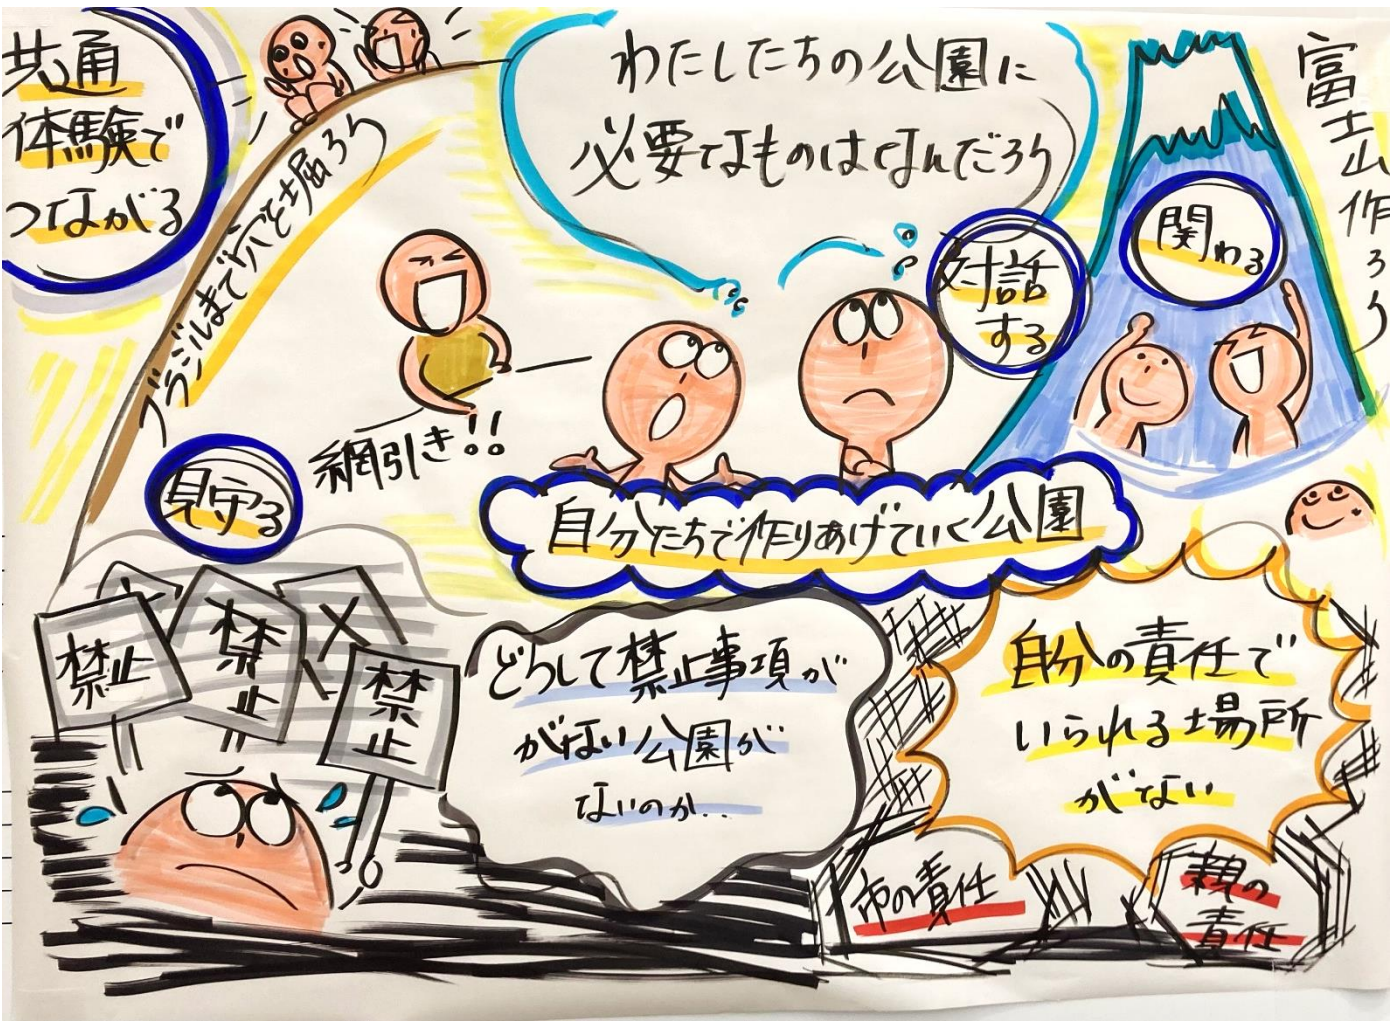 共通
体験で
つながる
ブラジルまで穴を堀ろう
わたしたちの公園に
必要なものはなんだろう
富士山作ろう
関わる
対話
する
綱引き!!
見守る
自分たちで作りあげていく公園
禁止
禁止
禁止
どうして禁止事項が
がない公園が
ないのか..
自分の責任で
いられる場所
がない
市の責任
親の
責任